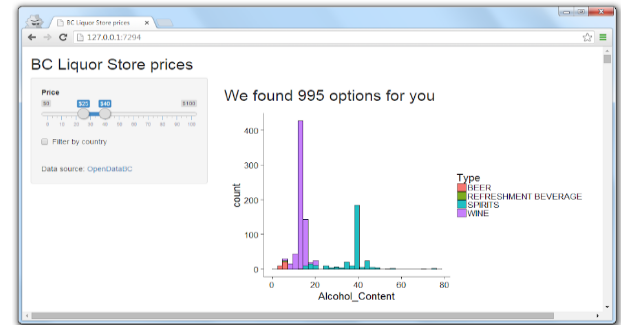 BC Liquor Store prices
127.0.0.1:7294
BC Liquor Store prices
Price
$0 $25 $40 $100
0 10 20 30 40 50 60 70 80 90 100
Filter by country
Data source: OpenDataBC
We found 995 options for you
400
300
200
100
0
count
0 20 40 60 80
Alcohol_Content
Type
BEER
REFRESHMENT BEVERAGE
SPIRITS
WINE